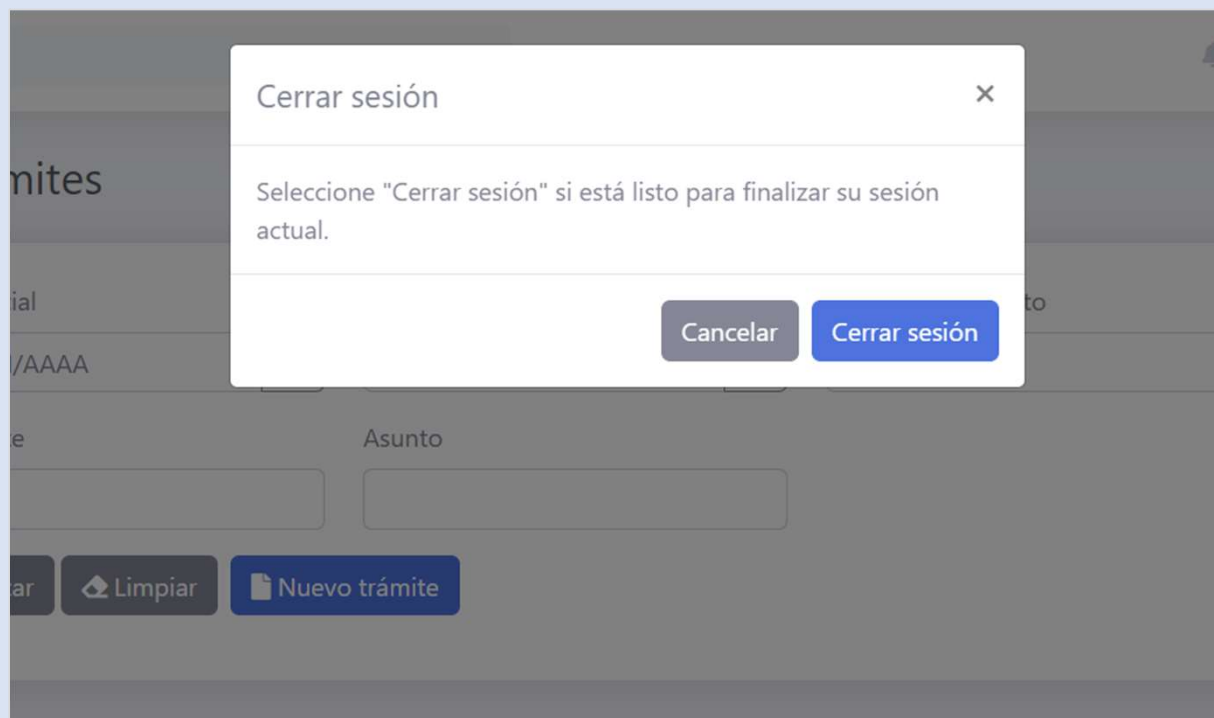 Cerrar sesión ×
mites
Seleccione "Cerrar sesión" si está listo para finalizar su sesión
actual.
ial
to
Cancelar Cerrar sesión
/AAAA
e Asunto
ar Limpiar Nuevo trámite